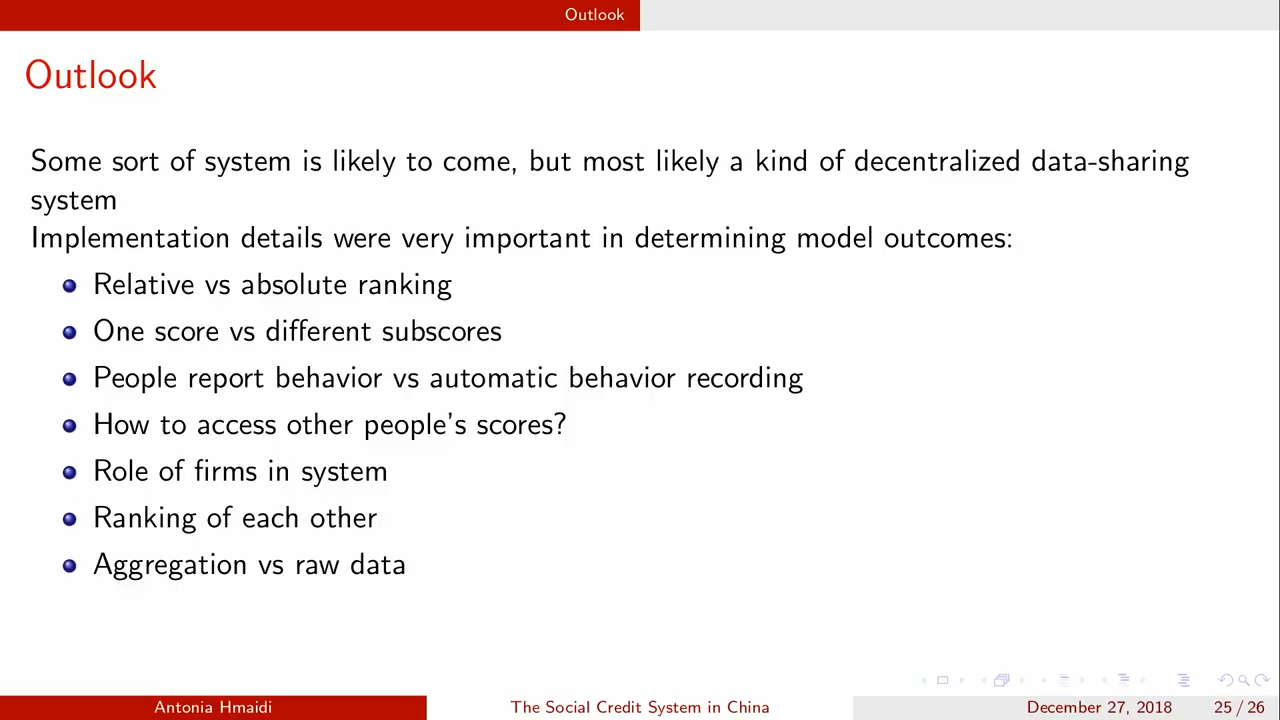 Outlook
Outlook
Some sort of system is likely to come, but most likely a kind of decentralized data-sharing
system
Implementation details were very important in determining model outcomes:
Relative vs absolute ranking
One score vs different subscores
People report behavior vs automatic behavior recording
How to access other people's scores?
Role of firms in system
Ranking of each other
Aggregation vs raw data
Antonia Hmaidi The Social Credit System in China December 27, 2018 25 / 26